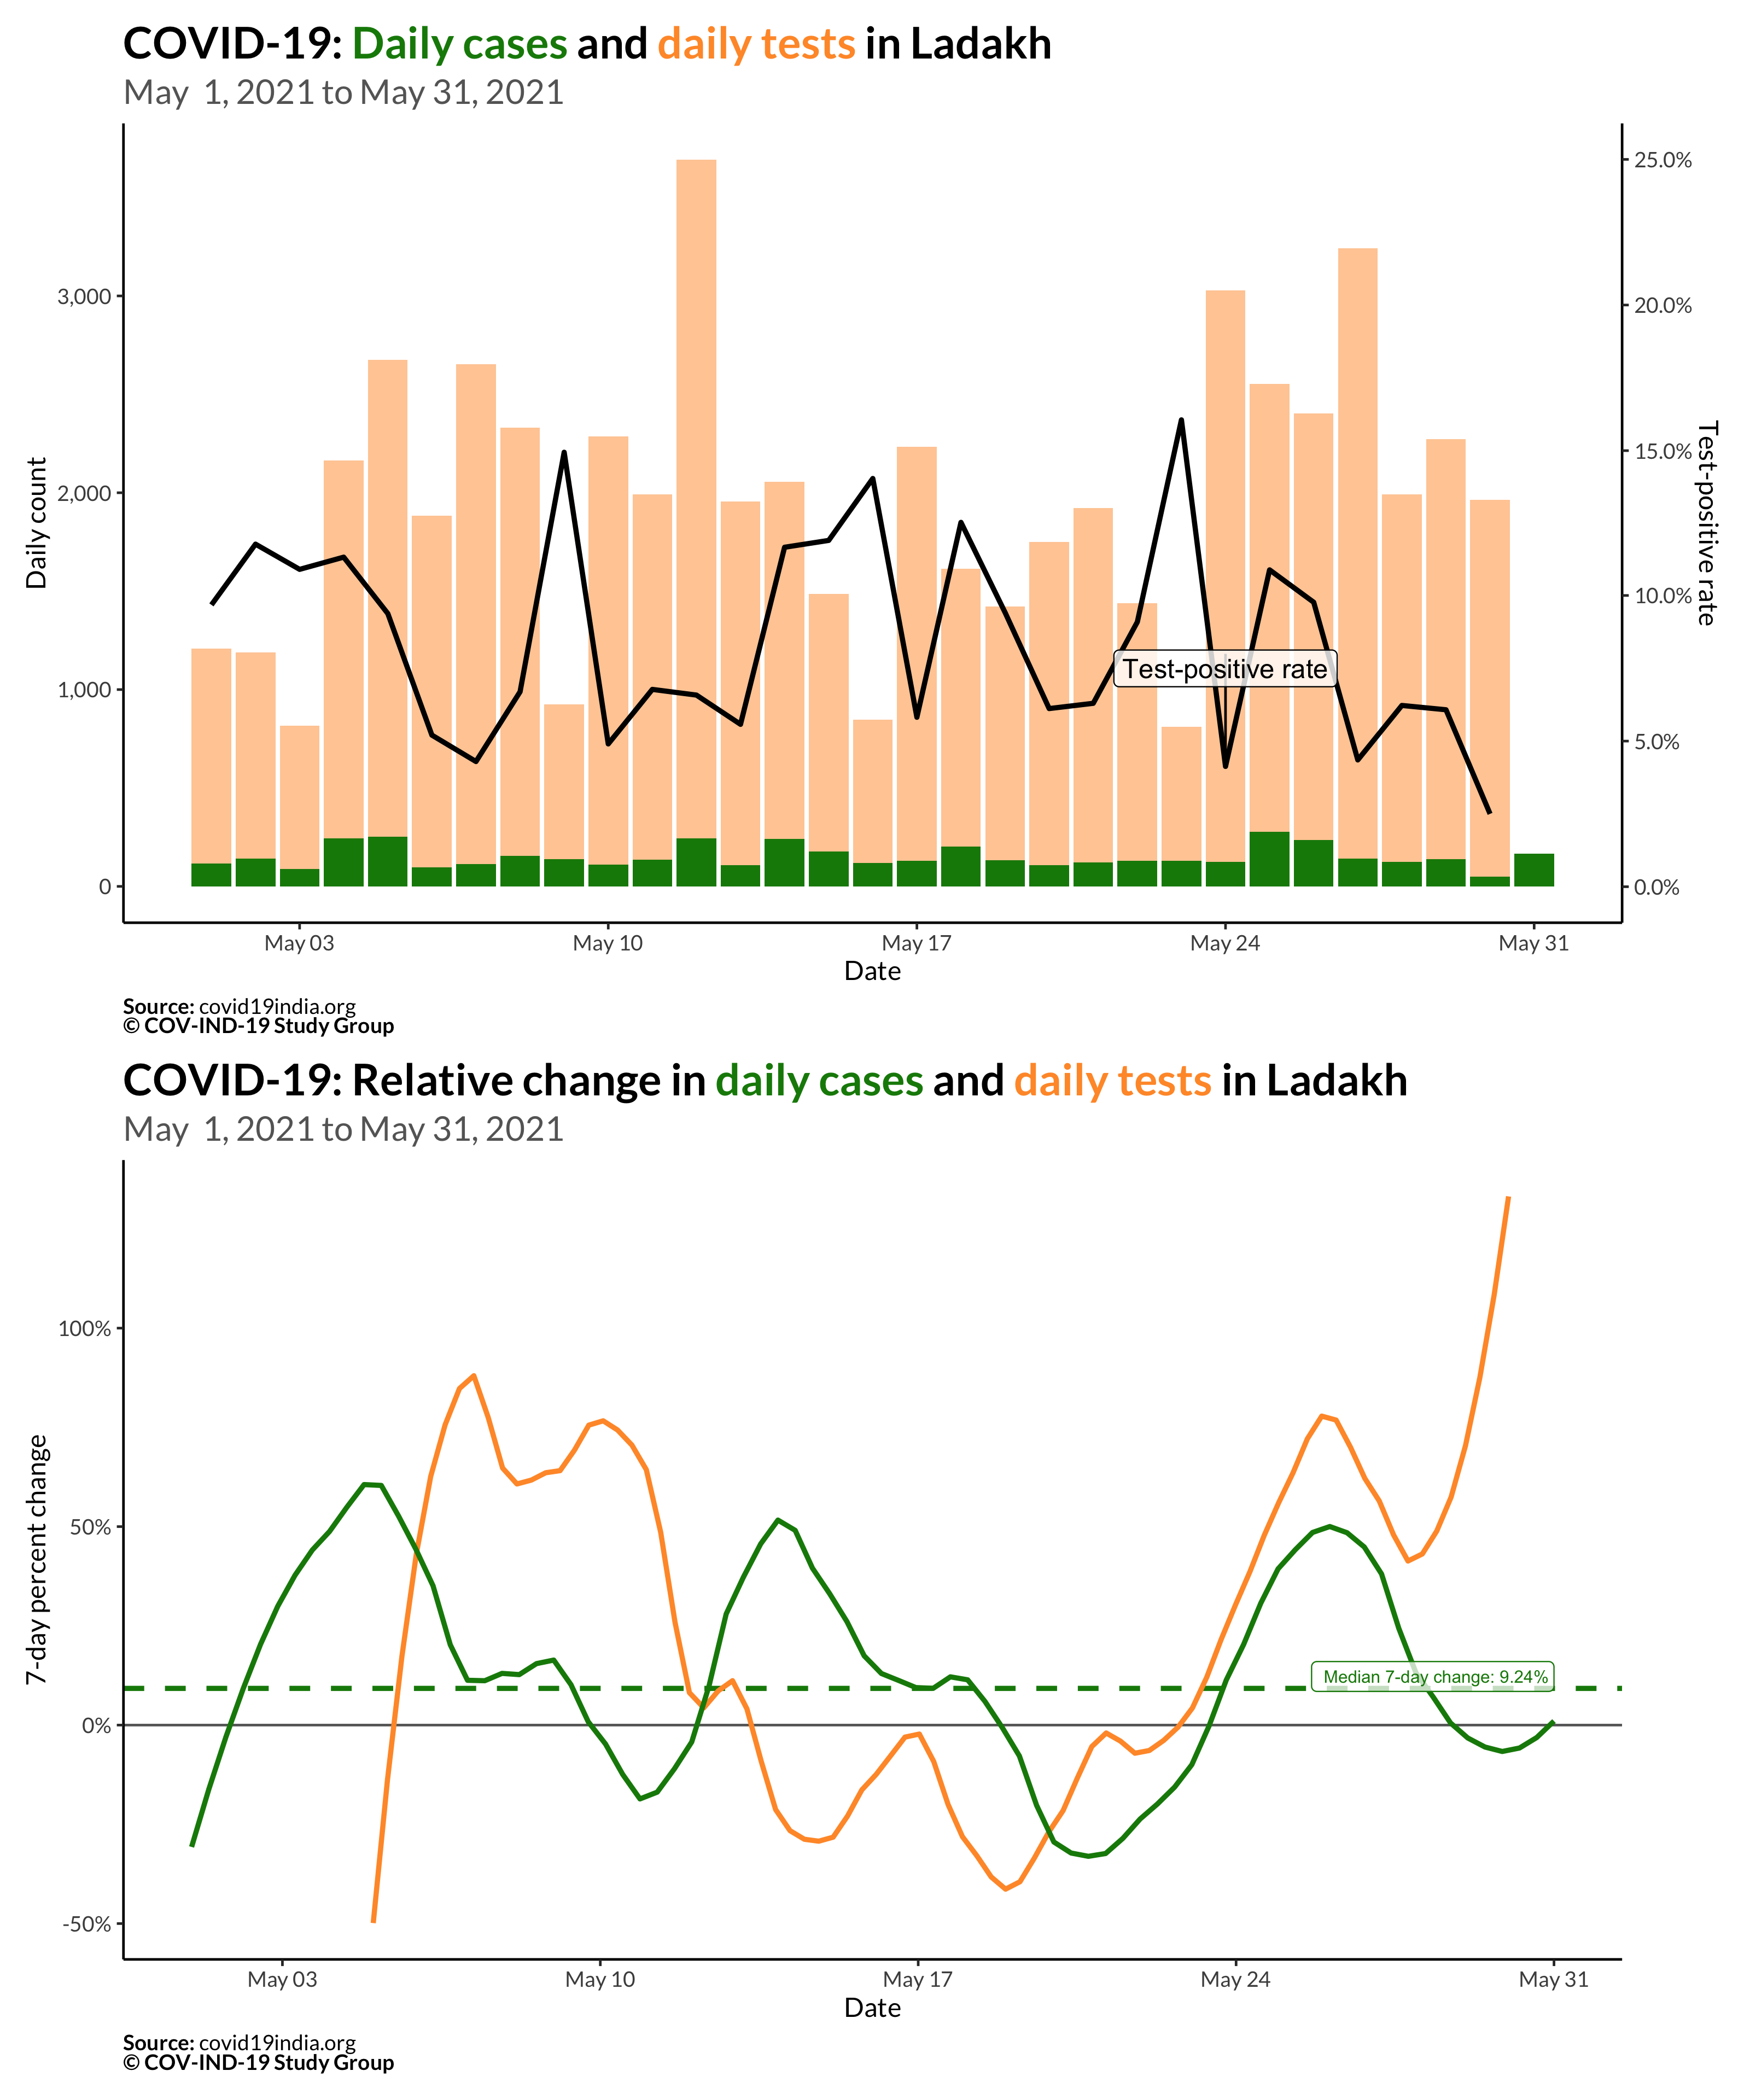 COVID-19: Daily cases and daily tests in Ladakh
May 1, 2021 to May 31, 2021
25.0%
20.0%
3,000
15.0%
2,000
10.0%
1,000
5.0%
0
0.0%
Daily count
Test-positive rate
Test-positive rate
May 03
May 10
May 17
May 24
May 31
Date
Source: covid19india.org
© COV-IND-19 Study Group
COVID-19: Relative change in daily cases and daily tests in Ladakh
May 1, 2021 to May 31, 2021
100%
50%
0%
-50%
7-day percent change
Median 7-day change: 9.24%
May 03
May 10
May 17
May 24
May 31
Date
Source: covid19india.org
© COV-IND-19 Study Group